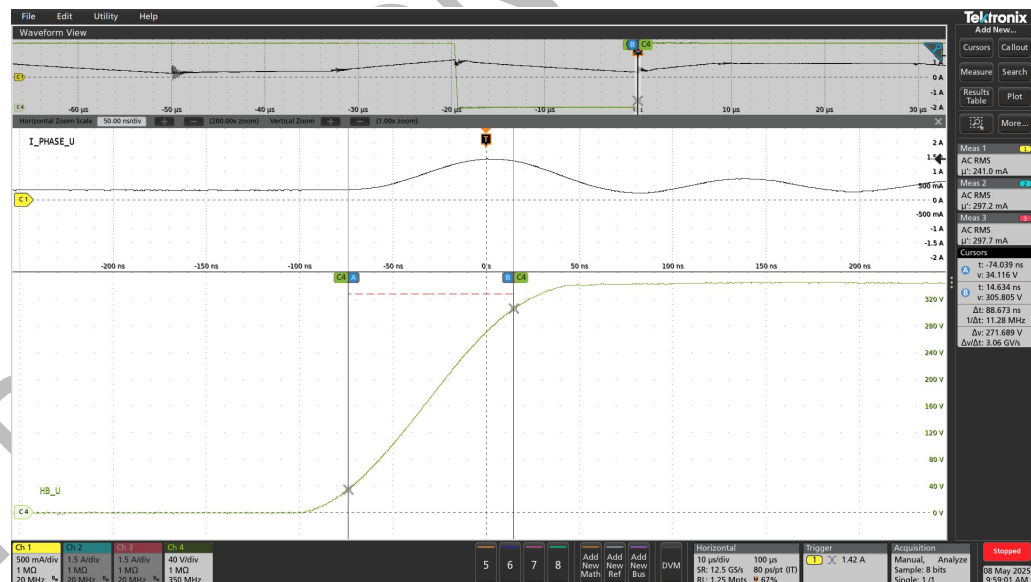 File Edit Utility Help
Tektronix
Waveform View
Add New...
Cursors Callout
Measure Search
Results Table Plot
More...
B C4
1 A
0 A
-1 A
-2 A
C1
C4
-60 µs -50 µs -40 µs -30 µs -20 µs -10 µs 10 µs 20 µs 30 µs
Horizontal Zoom Scale 50.00 ns/div + - (200.00x zoom) Vertical Zoom + - (1.00x zoom) X
I_PHASE_U
T
2 A
1 A
500 mA
0 A
-500 mA
-1 A
-1.5 A
-2 A
C1
-200 ns -150 ns -100 ns -50 ns 0 s 50 ns 100 ns 150 ns 200 ns
C4 A B C4
320 V
280 V
240 V
200 V
160 V
120 V
80 V
40 V
0 V
HB_U
C4
Meas 1 1
AC RMS
µ': 241.0 mA
Meas 2 2
AC RMS
µ': 297.2 mA
Meas 3 3
AC RMS
µ': 297.7 mA
Cursors
A t: -74.039 ns
v: 34.116 V
B t: 14.634 ns
v: 305.805 V
Δt: 88.673 ns
1/Δt: 11.28 MHz
Δv: 271.689 V
Δv/Δt: 3.06 GV/s
Ch 1
500 mA/div
1 MΩ
20 MHz
Ch 2
1.5 A/div
1 MΩ
20 MHz
Ch 3
1.5 A/div
1 MΩ
20 MHz
Ch 4
40 V/div
1 MΩ
350 MHz
5 6 7 8
Add New Math
Add New Ref
Add New Bus
DVM
Horizontal
10 µs/div 100 µs
SR: 12.5 GS/s 80 ps/pt (IT)
RL: 1.25 Mpts 67%
Trigger
1 1.42 A
Acquisition
Manual, Analyze
Sample: 8 bits
Single: 1/1
Stopped
08 May 2025
9:59:01 AM